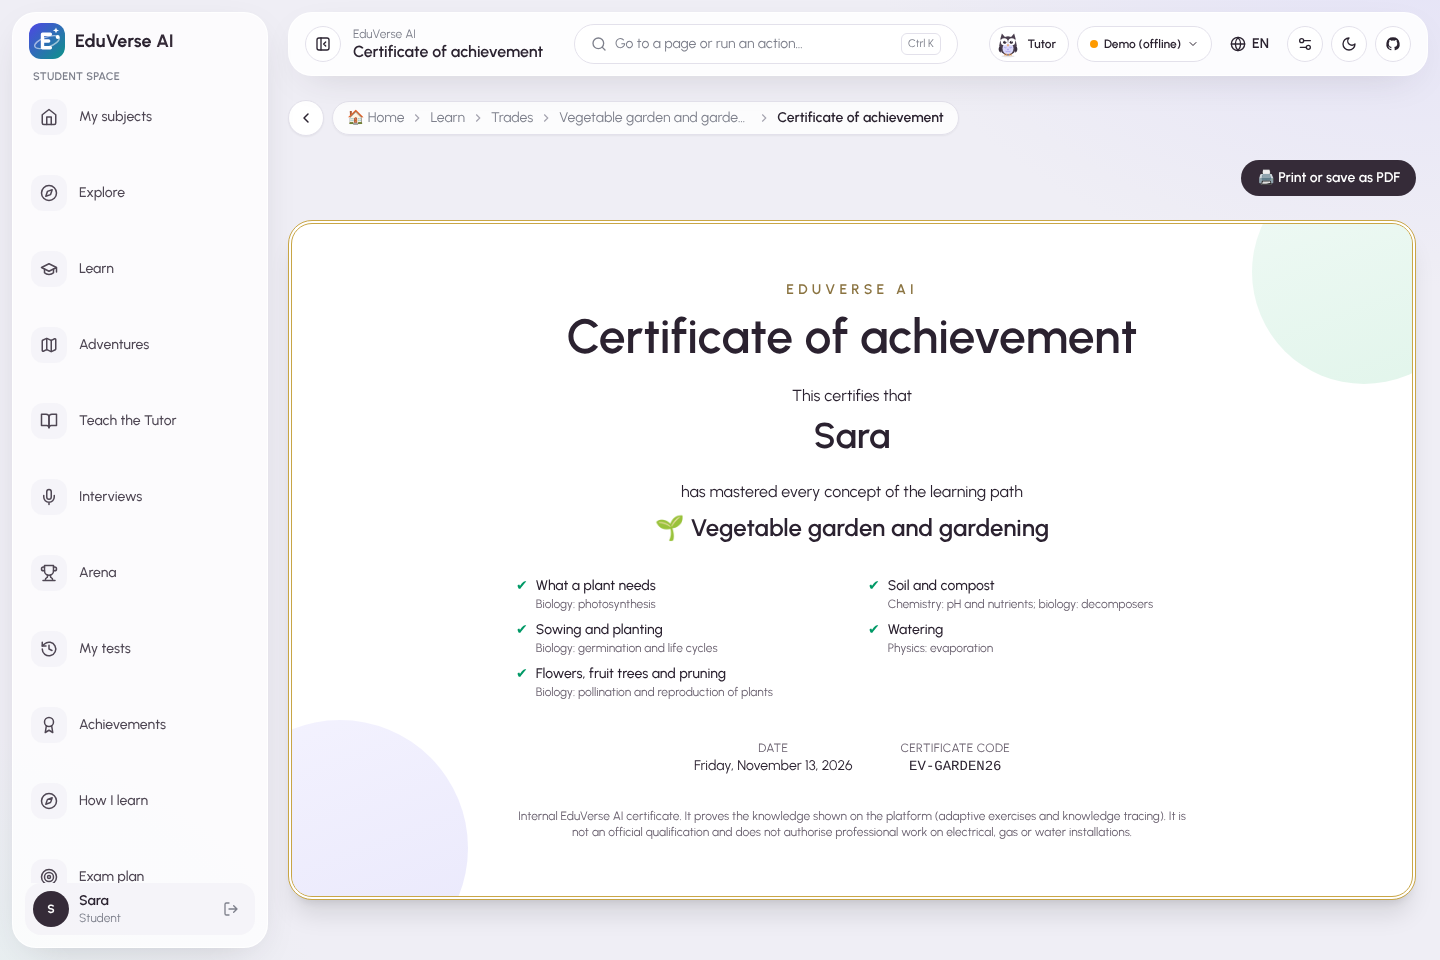 EduVerse AI
STUDENT SPACE
My subjects
Explore
Learn
Adventures
Teach the Tutor
Interviews
Arena
My tests
Achievements
How I learn
Exam plan
S
Sara
Student
EduVerse AI
Certificate of achievement
Go to a page or run an action...
Ctrl K
Tutor
Demo (offline)
EN
Home
Learn
Trades
Vegetable garden and garde...
Certificate of achievement
Print or save as PDF
EDUVERSE AI
Certificate of achievement
This certifies that
Sara
has mastered every concept of the learning path
Vegetable garden and gardening
✔ What a plant needs
Biology: photosynthesis
✔ Soil and compost
Chemistry: pH and nutrients; biology: decomposers
✔ Sowing and planting
Biology: germination and life cycles
✔ Watering
Physics: evaporation
✔ Flowers, fruit trees and pruning
Biology: pollination and reproduction of plants
DATE
Friday, November 13, 2026
CERTIFICATE CODE
EV-GARDEN26
Internal EduVerse AI certificate. It proves the knowledge shown on the platform (adaptive exercises and knowledge tracing). It is
not an official qualification and does not authorise professional work on electrical, gas or water installations.